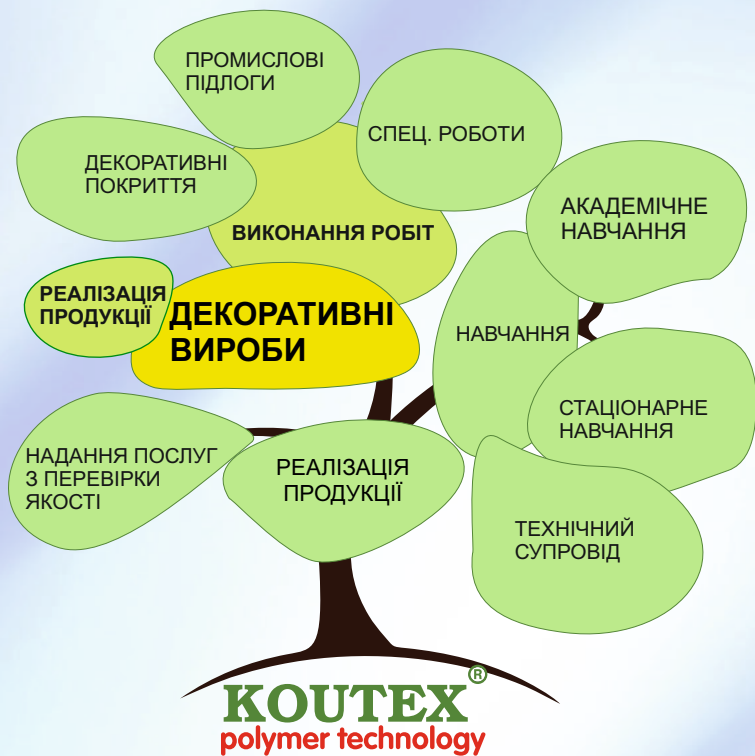 ПРОМИСЛОВІ
ПІДЛОГИ
СПЕЦ. РОБОТИ
ДЕКОРАТИВНІ
ПОКРИТТЯ
АКАДЕМІЧНЕ
НАВЧАННЯ
ВИКОНАННЯ РОБІТ
РЕАЛІЗАЦІЯ
ПРОДУКЦІЇ
ДЕКОРАТИВНІ
ВИРОБИ
НАВЧАННЯ
СТАЦІОНАРНЕ
НАВЧАННЯ
НАДАННЯ ПОСЛУГ
З ПЕРЕВІРКИ
ЯКОСТІ
РЕАЛІЗАЦІЯ
ПРОДУКЦІЇ
ТЕХНІЧНИЙ
СУПРОВІД
KOUTEX®
polymer technology